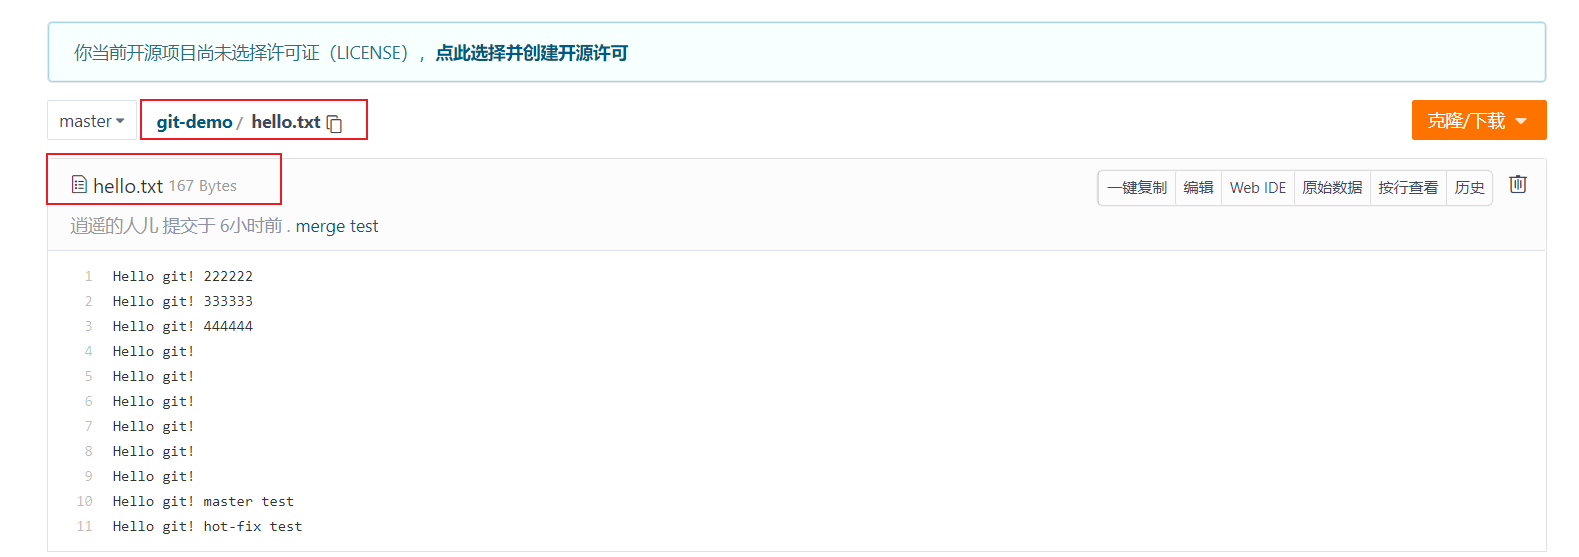 你当前开源项目尚未选择许可证（LICENSE），点此选择并创建开源许可
master git-demo / hello.txt 克隆/下载
hello.txt 167 Bytes 一键复制 编辑 Web IDE 原始数据 按行查看 历史
逍遥的人儿 提交于 6小时前 . merge test
1 Hello git! 222222
2 Hello git! 333333
3 Hello git! 444444
4 Hello git!
5 Hello git!
6 Hello git!
7 Hello git!
8 Hello git!
9 Hello git!
10 Hello git! master test
11 Hello git! hot-fix test